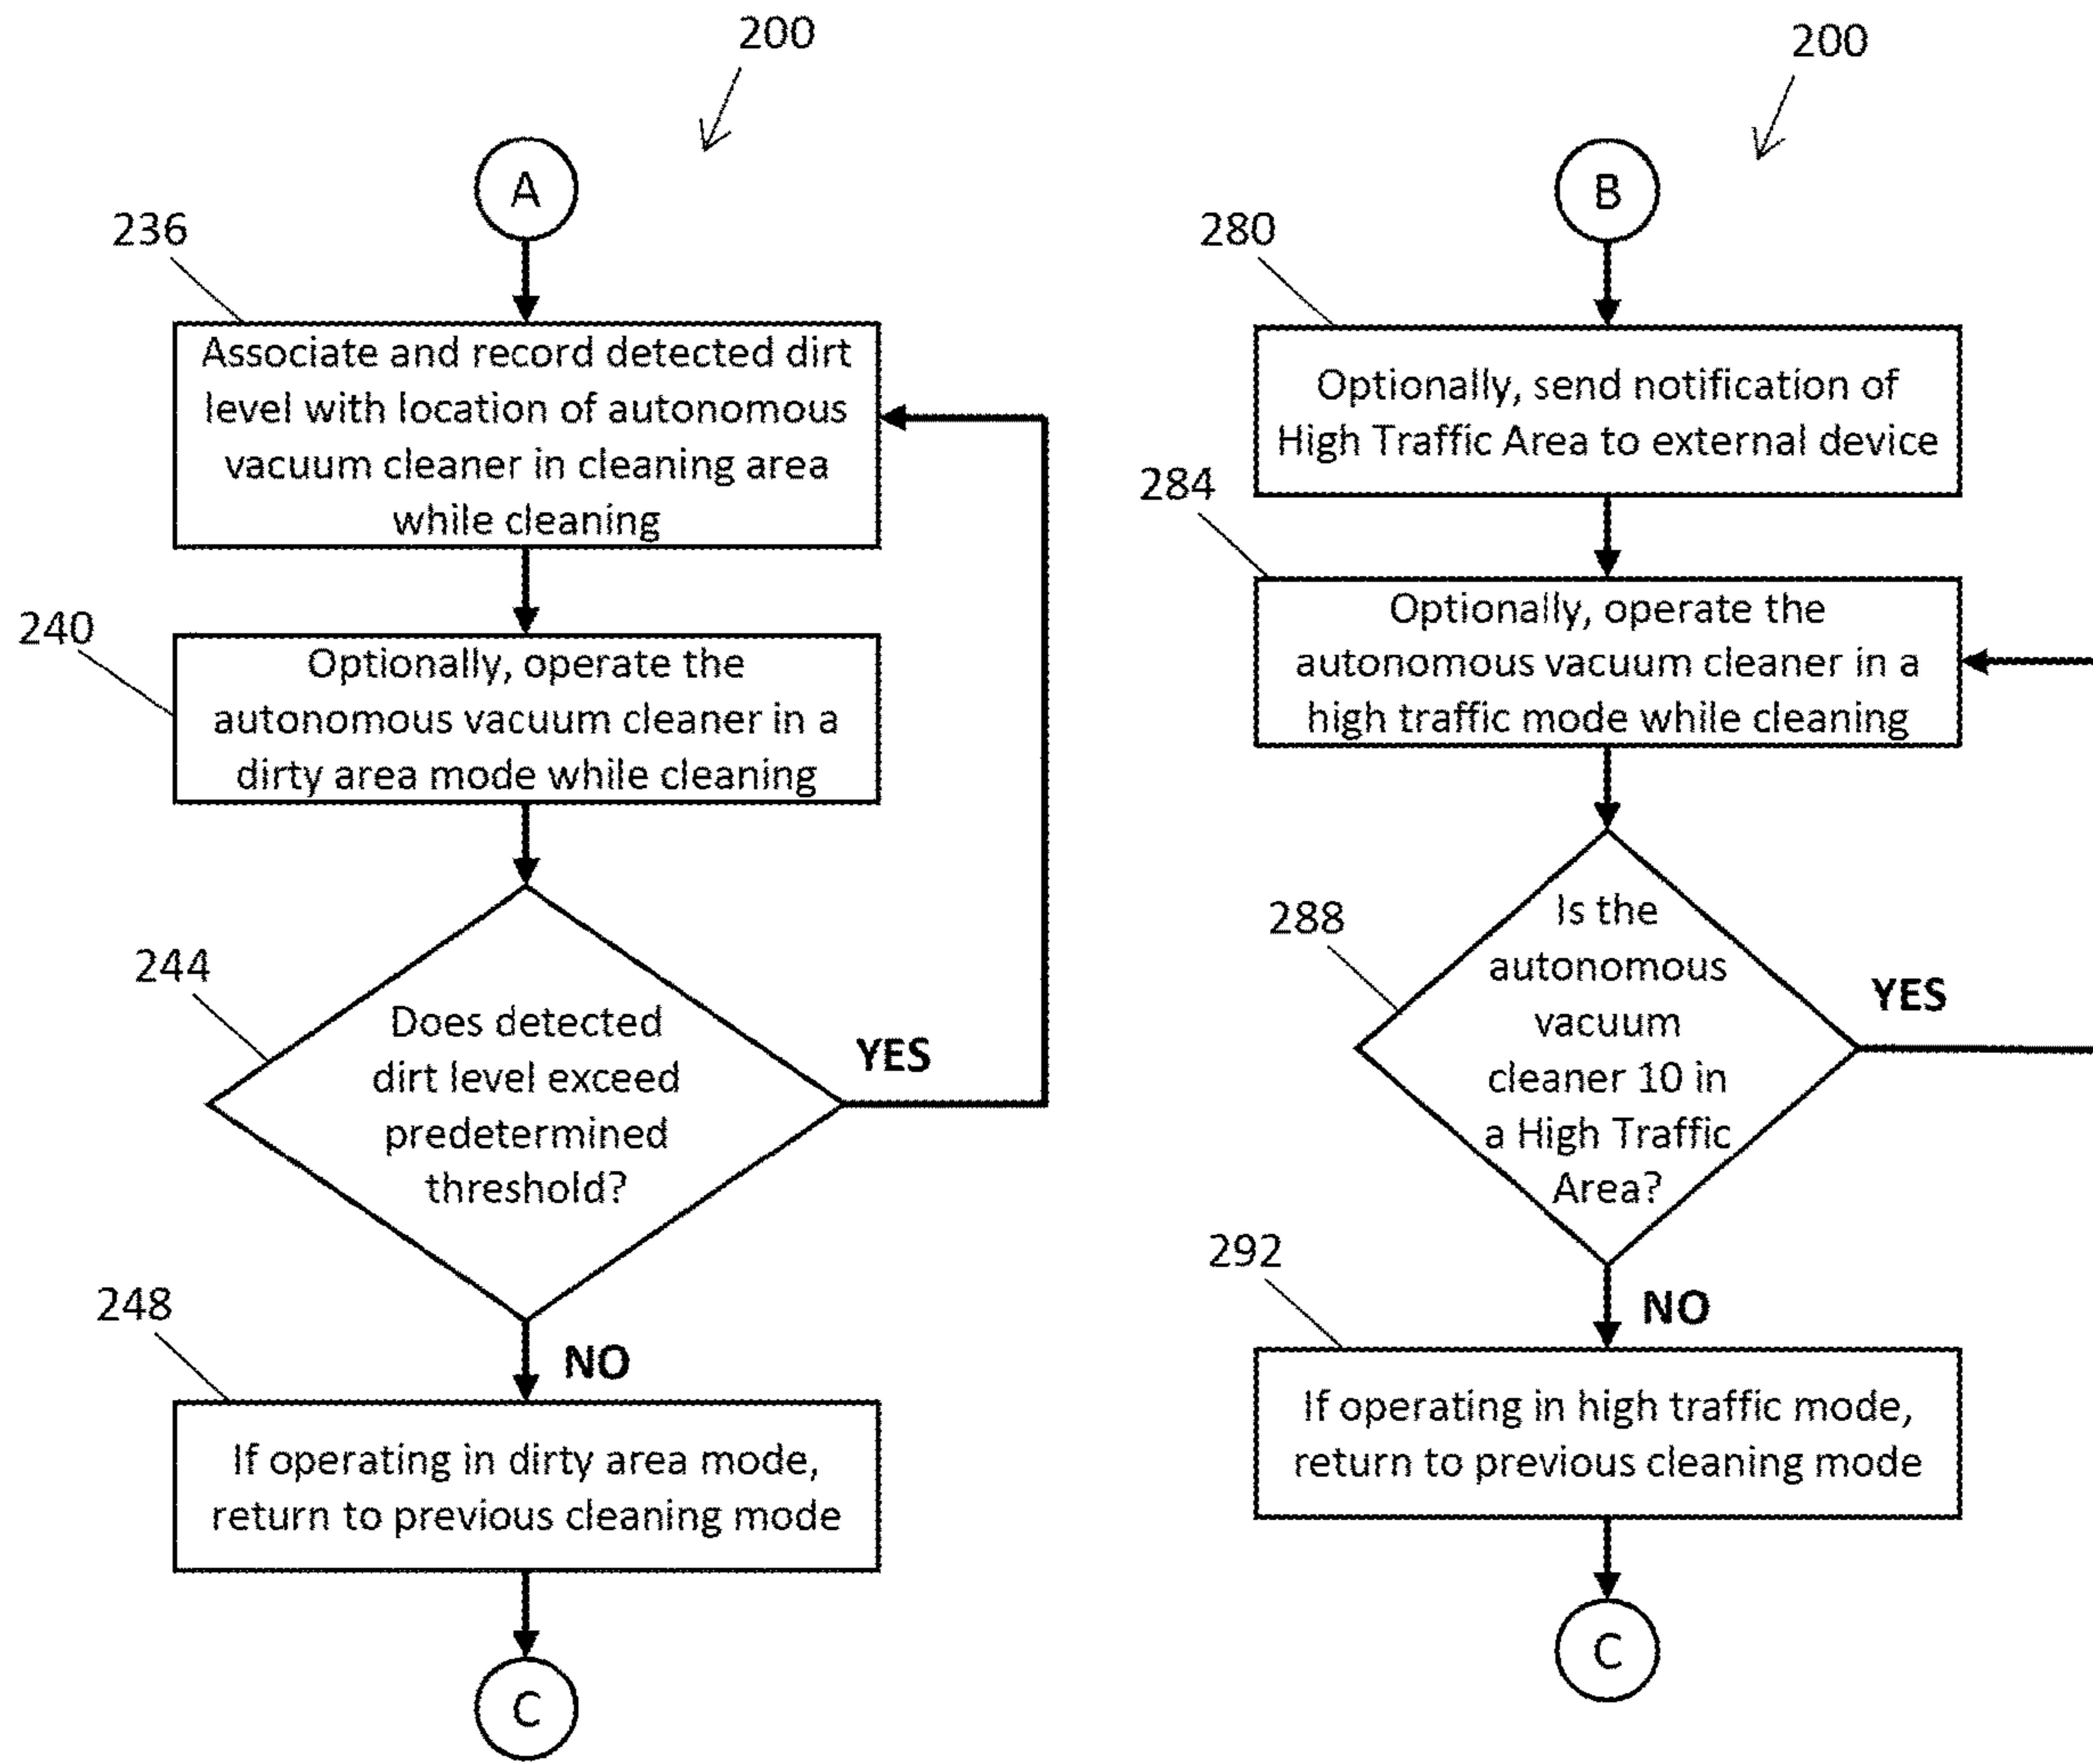 200
A
236
Associate and record detected dirt
level with location of autonomous
vacuum cleaner in cleaning area
while cleaning
240
Optionally, operate the
autonomous vacuum cleaner in a
dirty area mode while cleaning
244
Does detected
dirt level exceed
predetermined
threshold?
YES
NO
248
If operating in dirty area mode,
return to previous cleaning mode
C
200
B
280
Optionally, send notification of
High Traffic Area to external device
284
Optionally, operate the
autonomous vacuum cleaner in a
high traffic mode while cleaning
288
Is the
autonomous
vacuum
cleaner 10 in
a High Traffic
Area?
YES
NO
292
If operating in high traffic mode,
return to previous cleaning mode
C